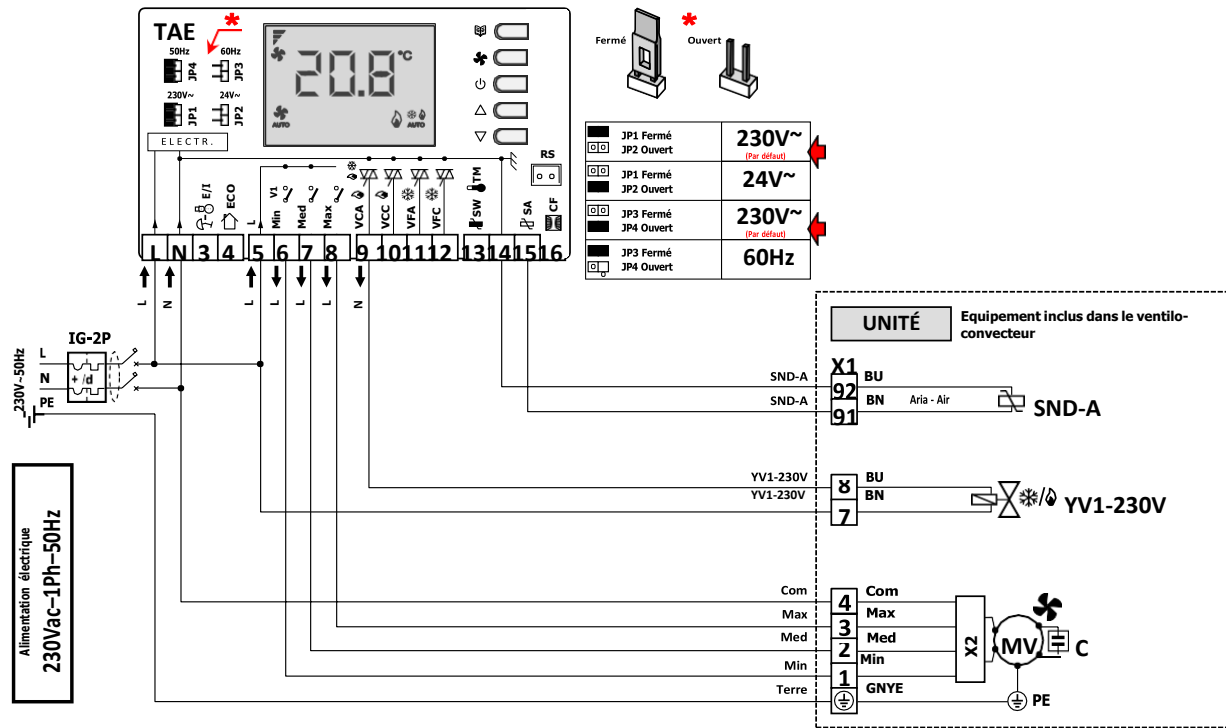 TAE
*
50Hz
60Hz
JP4
JP3
230V~
24V~
JP1
JP2
ELECTR.
20.8°C
AUTO
AUTO
RS
E/I
ECO
L
Min
V1
Med
Max
VCA
VCC
VFA
VFC
SW
TM
SA
CF
L N 3 4 5 6 7 8 9 10 11 12 13 14 15 16
L
N
L
L
L
L
N
Fermé
*
Ouvert
JP1 Fermé
JP2 Ouvert
230V~
(Par défaut)
JP1 Fermé
JP2 Ouvert
24V~
JP3 Fermé
JP4 Ouvert
230V~
(Par défaut)
JP3 Fermé
JP4 Ouvert
60Hz
UNITÉ
Equipement inclus dans le ventilo-
convecteur
IG-2P
230V~50Hz
L
N
PE
+ /d
X1
SND-A
92
BU
SND-A
91
BN
Aria - Air
SND-A
YV1-230V
8
BU
YV1-230V
7
BN
YV1-230V
Alimentation électrique
230Vac–1Ph–50Hz
Com
4
Com
Max
3
Max
Med
2
Med
Min
1
Min
Terre
GNYE
X2
MV
C
PE